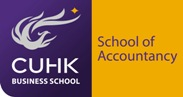 CUHK
BUSINESS SCHOOL
School of
Accountancy